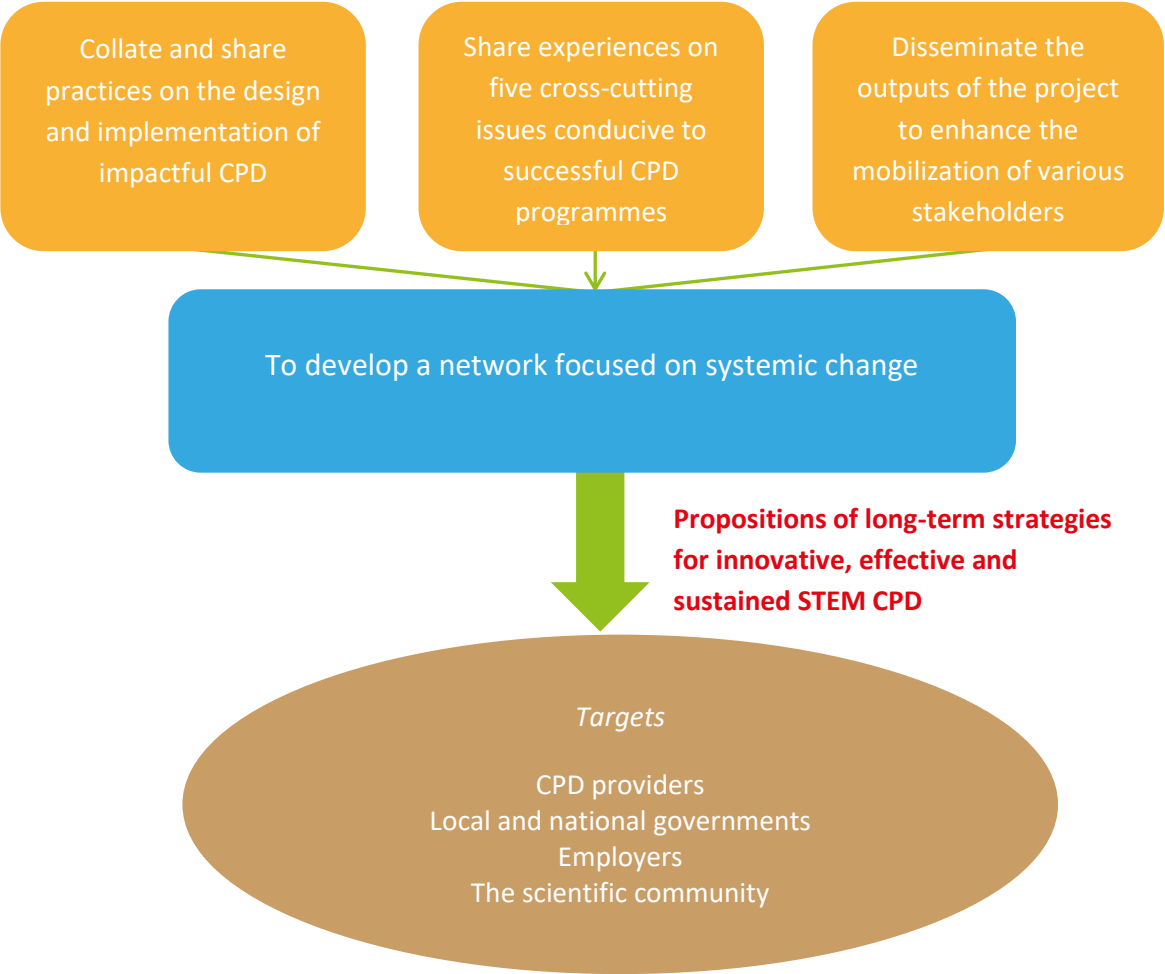 Collate and share
practices on the design
and implementation of
impactful CPD
Share experiences on
five cross-cutting
issues conducive to
successful CPD
programmes
Disseminate the
outputs of the project
to enhance the
mobilization of various
stakeholders
To develop a network focused on systemic change
Propositions of long-term strategies
for innovative, effective and
sustained STEM CPD
Targets
CPD providers
Local and national governments
Employers
The scientific community